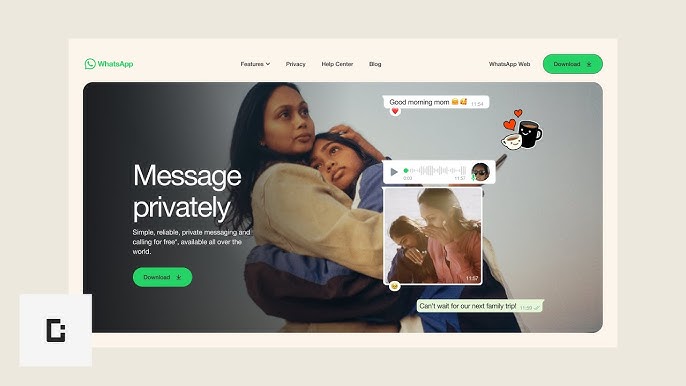 WhatsApp
Features
Privacy
Help Center
Blog
WhatsApp Web
Download
Good morning mom 😊🥰 11:54
Message
privately
Simple, reliable, private messaging and
calling for free*, available all over the
world.
Download
0:03 11:57
11:57
Can't wait for our next family trip! 11:59